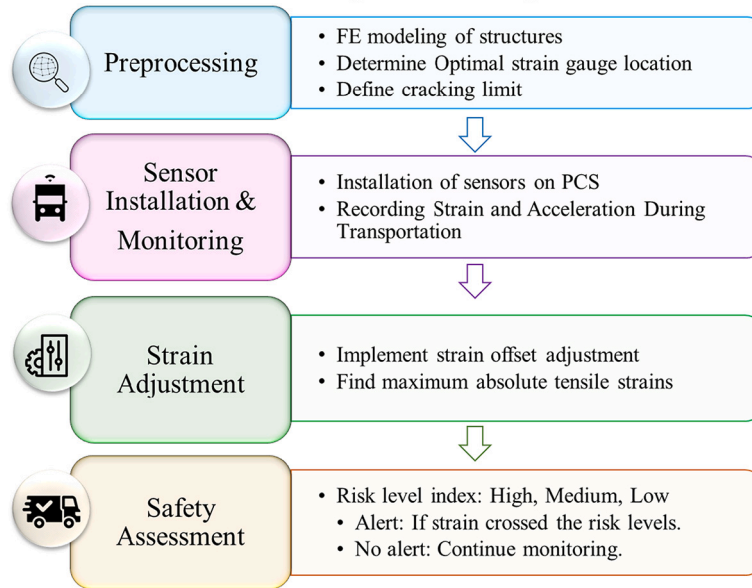 Preprocessing
• FE modeling of structures
• Determine Optimal strain gauge location
• Define cracking limit
Sensor
Installation &
Monitoring
• Installation of sensors on PCS
• Recording Strain and Acceleration During
Transportation
Strain
Adjustment
• Implement strain offset adjustment
• Find maximum absolute tensile strains
Safety
Assessment
• Risk level index: High, Medium, Low
• Alert: If strain crossed the risk levels.
• No alert: Continue monitoring.